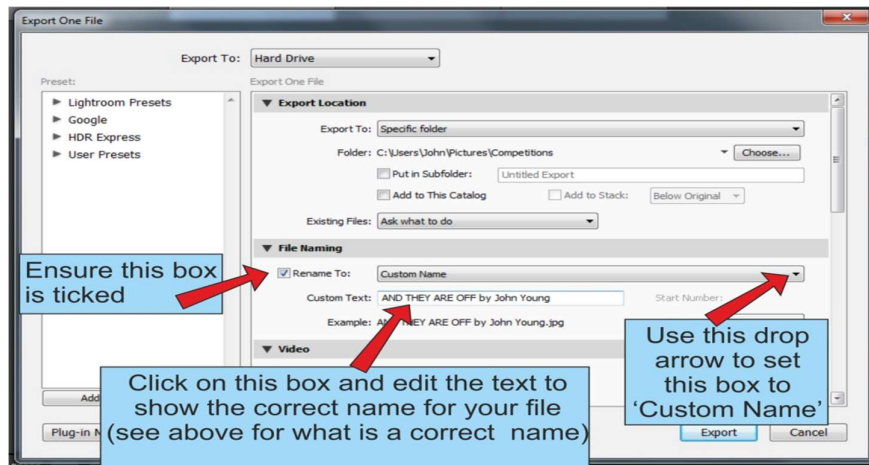 Export One File
Export To: Hard Drive
Preset:
Export One File
Lightroom Presets
Google
HDR Express
User Presets
Export Location
Export To: Specific folder
Folder: C:\Users\John\Pictures\Competitions Choose...
Put in Subfolder: Untitled Export
Add to This Catalog Add to Stack: Below Original
Existing Files: Ask what to do
File Naming
Rename To: Custom Name
Custom Text: AND THEY ARE OFF by John Young Start Number:
Example: THEY ARE OFF by John Young.jpg
Video
Ensure this box
is ticked
Click on this box and edit the text to
show the correct name for your file
(see above for what is a correct name)
Use this drop
arrow to set
this box to
‘Custom Name’
Add
Plug-in Export Cancel